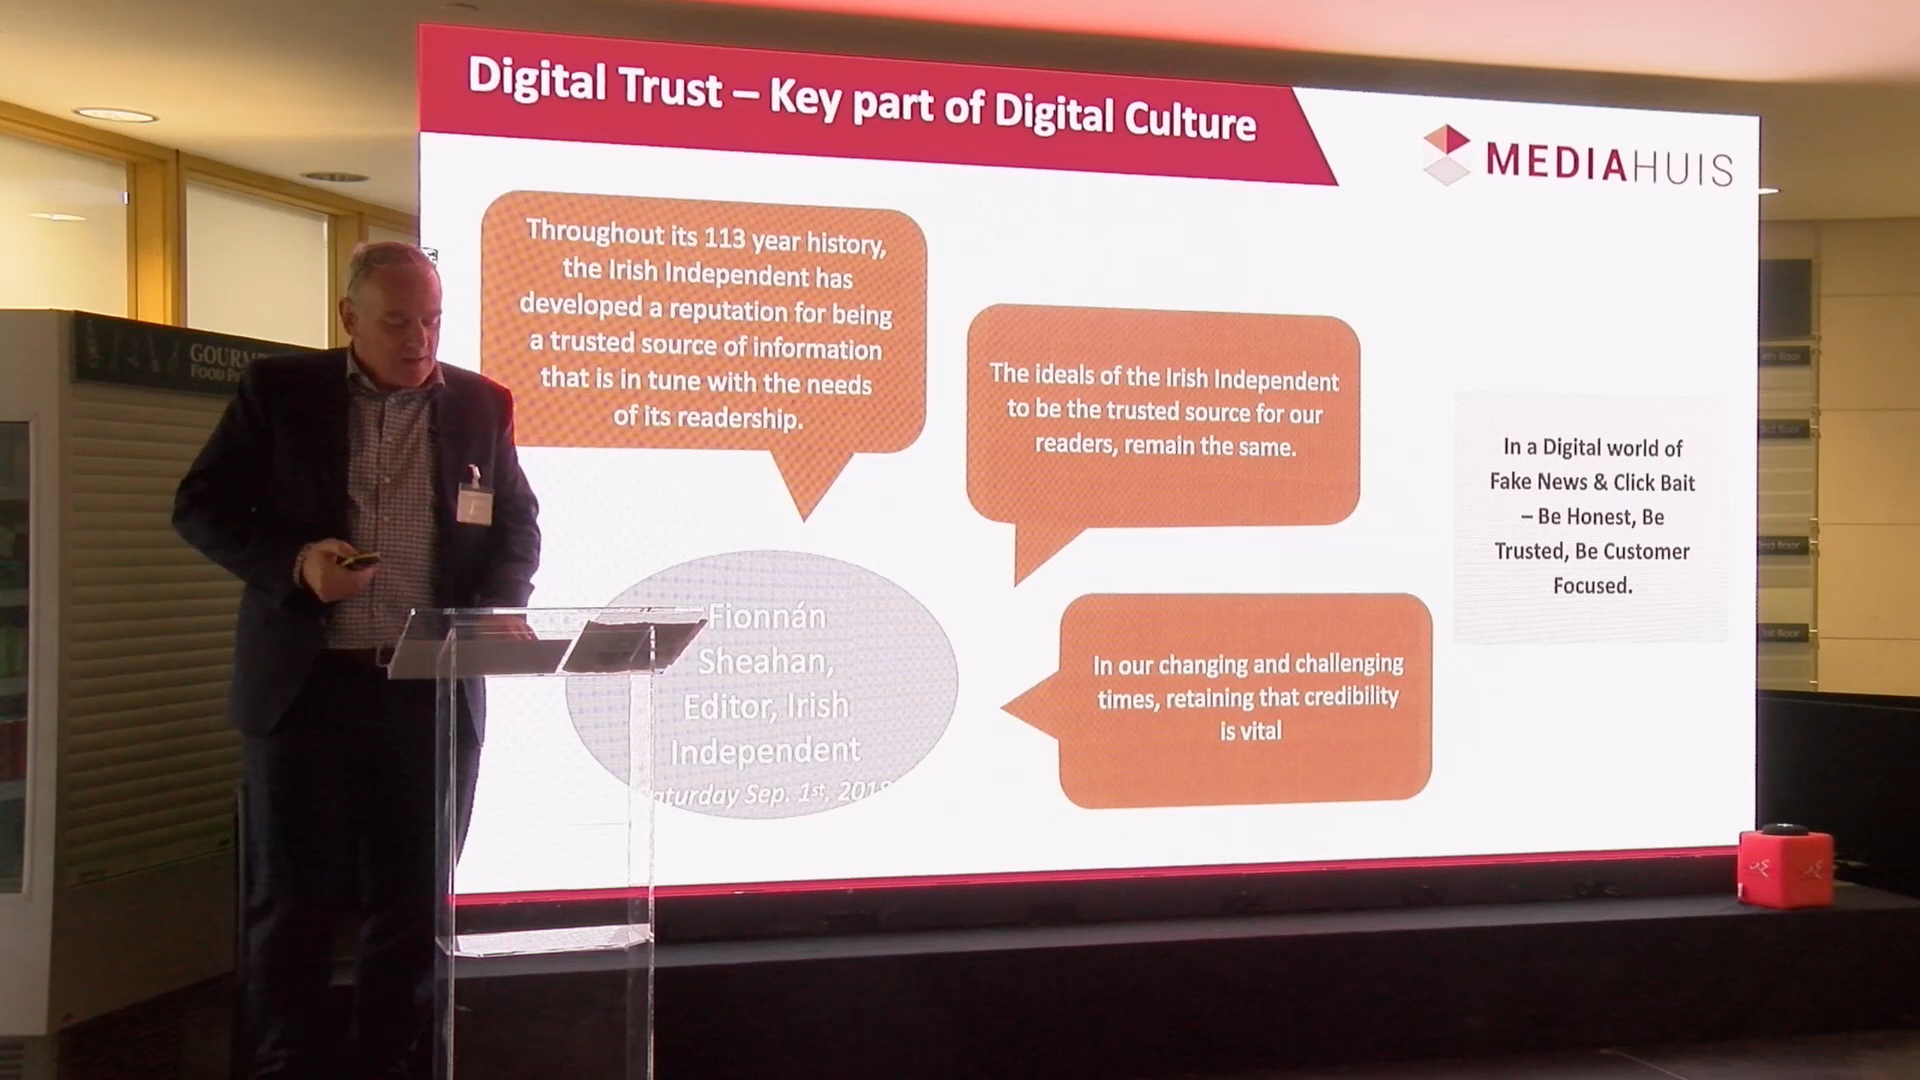 Digital Trust – Key part of Digital Culture
MEDIAHUIS
Throughout its 113 year history,
the Irish Independent has
developed a reputation for being
a trusted source of information
that is in tune with the needs
of its readership.
The ideals of the Irish Independent
to be the trusted source for our
readers, remain the same.
In a Digital world of
Fake News & Click Bait
– Be Honest, Be
Trusted, Be Customer
Focused.
Fionnán
Sheahan,
Editor, Irish
Independent
Sep. 1st,
In our changing and challenging
times, retaining that credibility
is vital